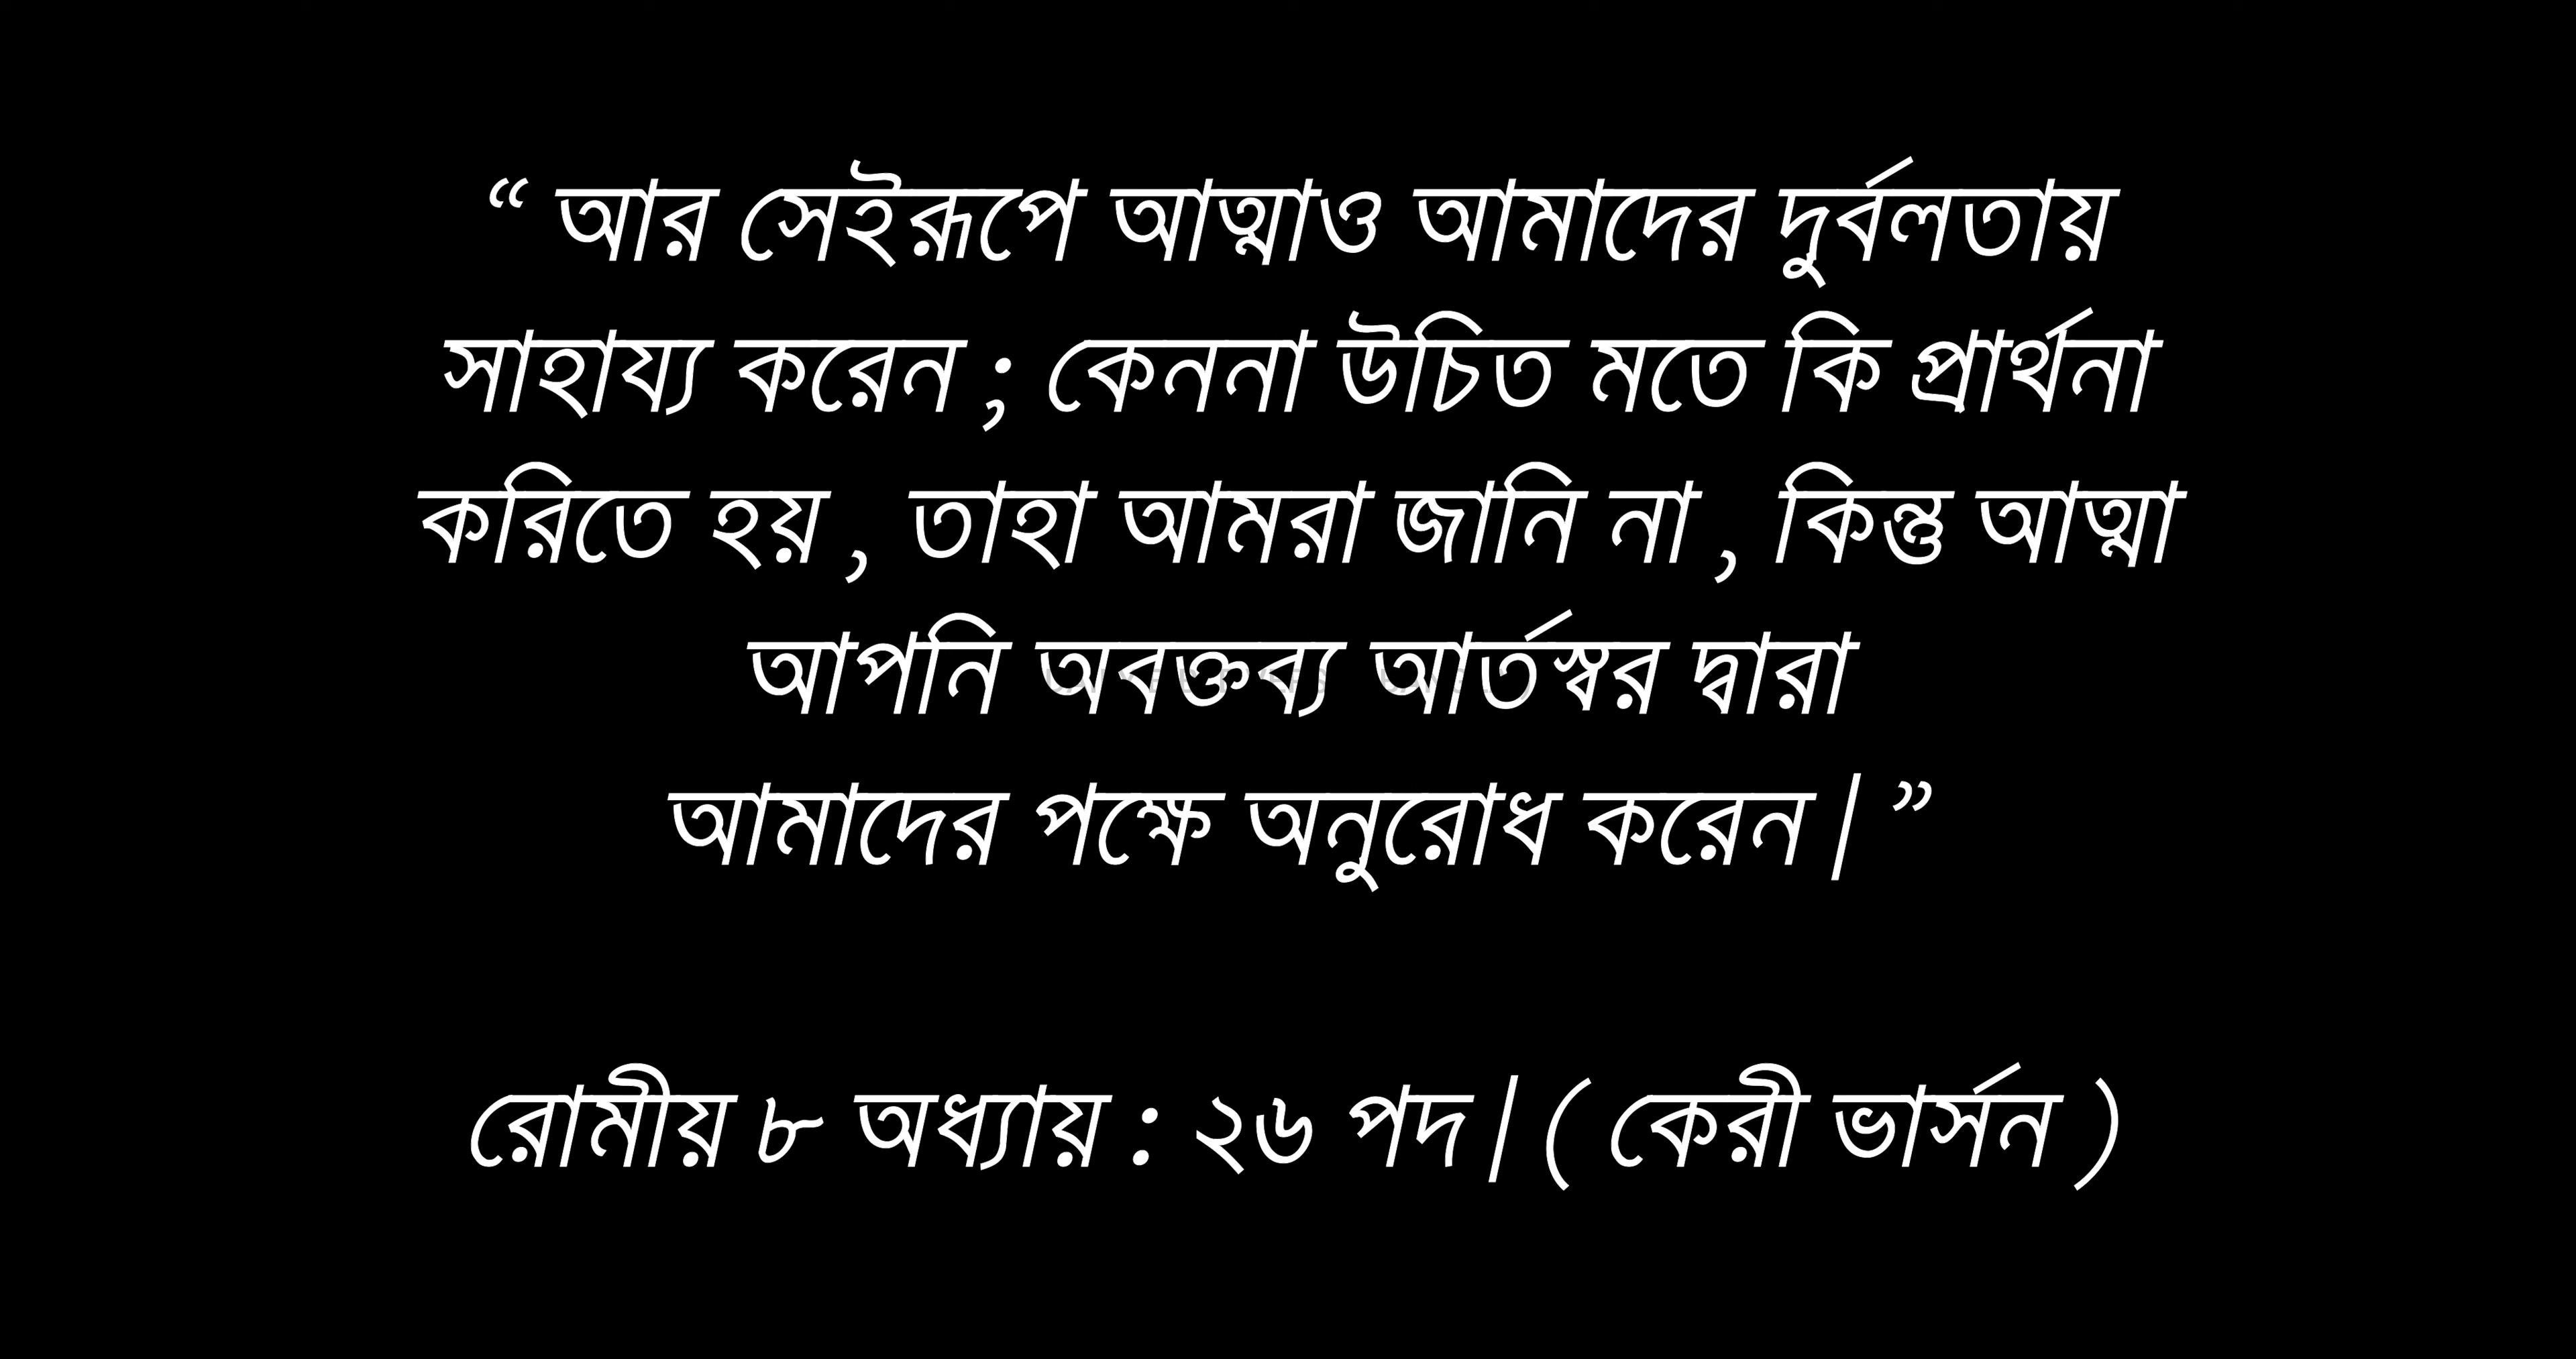 “ আর সেইরূপে আত্মাও আমাদের দুর্বলতায়
সাহায্য করেন ; কেননা উচিত মতে কি প্রার্থনা
করিতে হয় , তাহা আমরা জানি না , কিন্তু আত্মা
আপনি অবক্তব্য আর্তস্বর দ্বারা
আমাদের পক্ষে অনুরোধ করেন | ”
রোমীয় ৮ অধ্যায় : ২৬ পদ | ( কেরী ভার্সন )